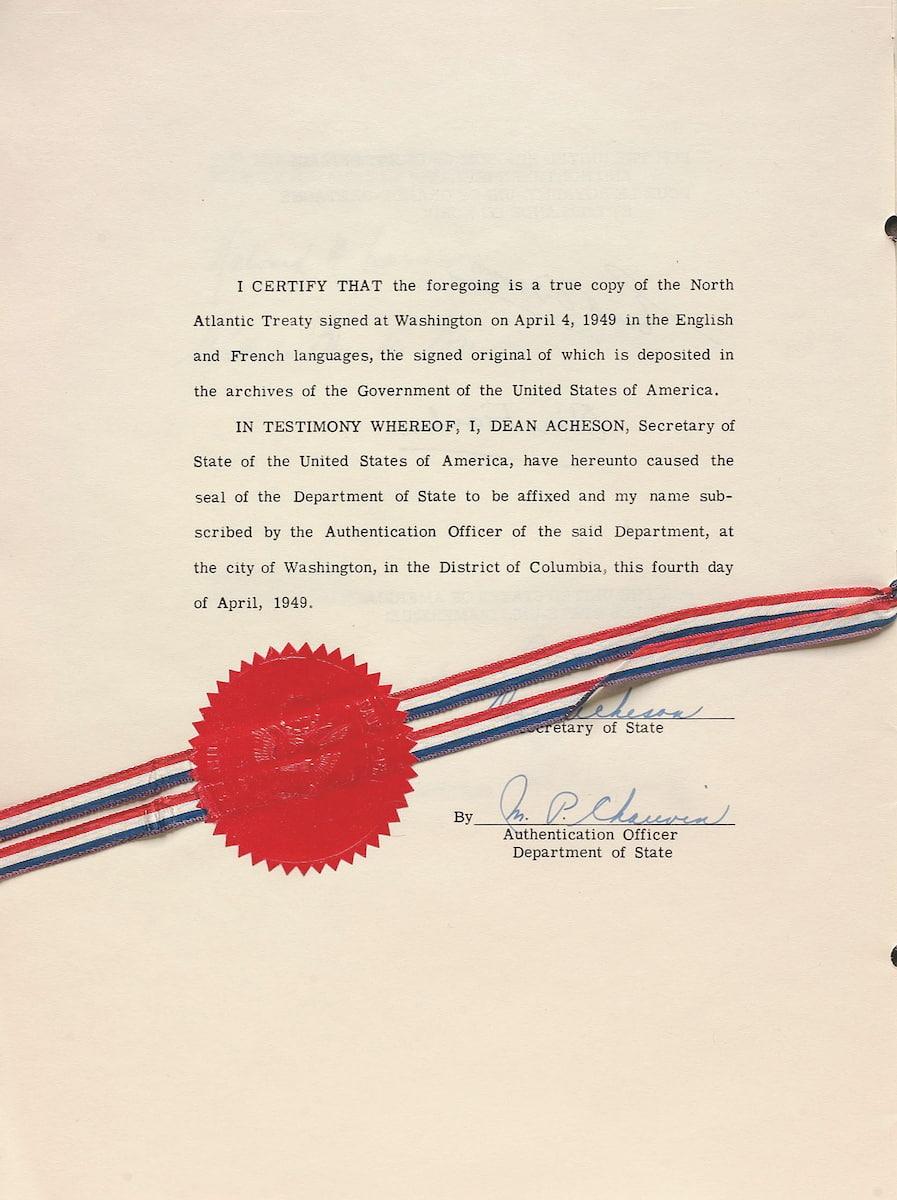 I CERTIFY THAT the foregoing is a true copy of the North
Atlantic Treaty signed at Washington on April 4, 1949 in the English
and French languages, the signed original of which is deposited in
the archives of the Government of the United States of America.
IN TESTIMONY WHEREOF, I, DEAN ACHESON, Secretary of
State of the United States of America, have hereunto caused the
seal of the Department of State to be affixed and my name sub-
scribed by the Authentication Officer of the said Department, at
the city of Washington, in the District of Columbia, this fourth day
of April, 1949.
Acheson
Secretary of State
By M. P. Chauvin
Authentication Officer
Department of State